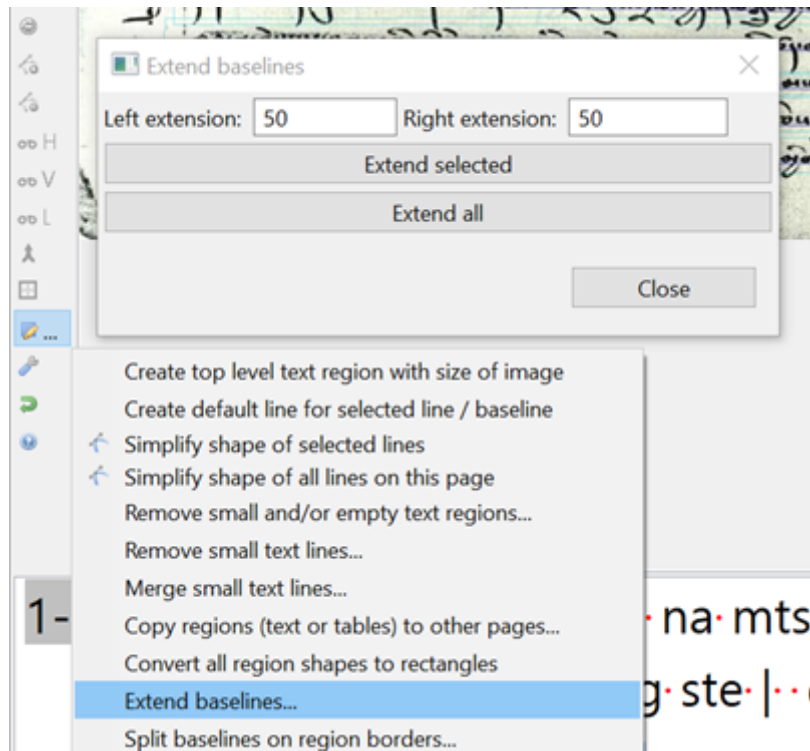 Extend baselines
Left extension: 50 Right extension: 50
Extend selected
Extend all
Close
H
V
L
...
Create top level text region with size of image
Create default line for selected line / baseline
Simplify shape of selected lines
Simplify shape of all lines on this page
Remove small and/or empty text regions...
Remove small text lines...
Merge small text lines...
Copy regions (text or tables) to other pages...
Convert all region shapes to rectangles
Extend baselines...
Split baselines on region borders...
1-
· na· mts
g· ste· |··